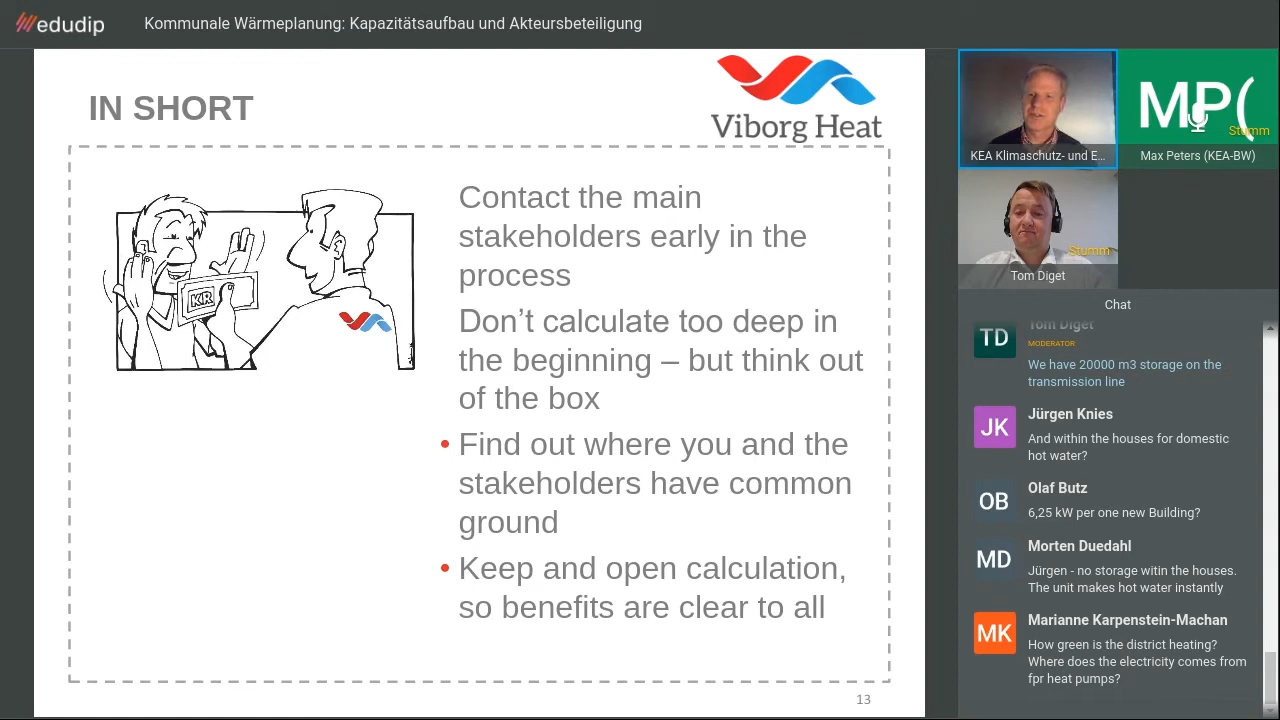 edudip
Kommunale Wärmeplanung: Kapazitätsaufbau und Akteursbeteiligung
IN SHORT
Viborg Heat
KR
Contact the main
stakeholders early in the
process
Don’t calculate too deep in
the beginning – but think out
of the box
• Find out where you and the
stakeholders have common
ground
• Keep and open calculation,
so benefits are clear to all
13
KEA Klimaschutz- und E...
MP(
Stumm
Max Peters (KEA-BW)
Stumm
Tom Diget
Chat
TD
Tom Diget
MODERATOR
We have 20000 m3 storage on the
transmission line
JK
Jürgen Knies
And within the houses for domestic
hot water?
OB
Olaf Butz
6,25 kW per one new Building?
MD
Morten Duedahl
Jürgen - no storage witin the houses.
The unit makes hot water instantly
MK
Marianne Karpenstein-Machan
How green is the district heating?
Where does the electricity comes from
fpr heat pumps?